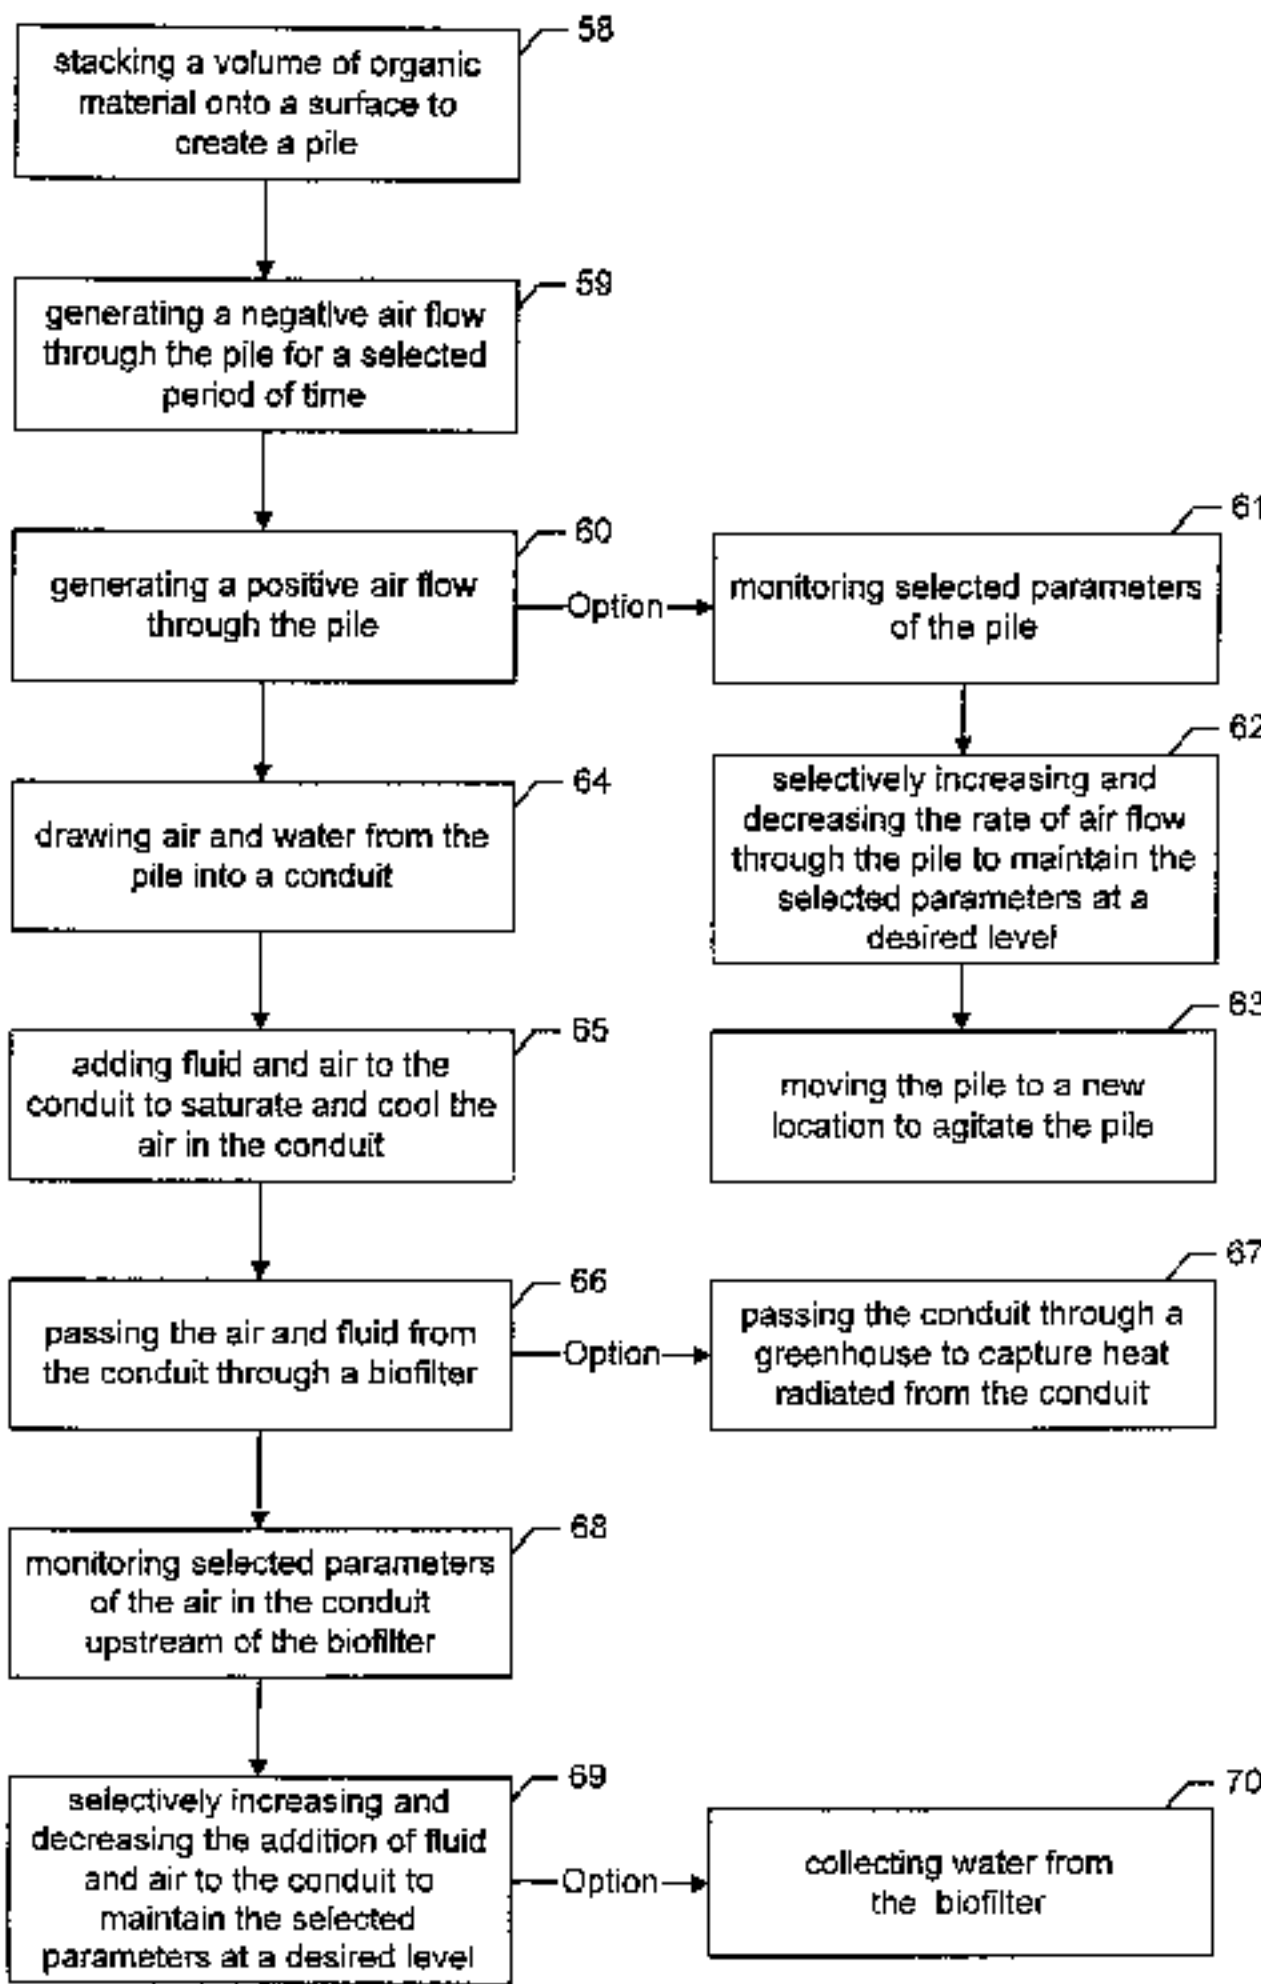 58
stacking a volume of organic
material onto a surface to
create a pile
59
generating a negative air flow
through the pile for a selected
period of time
60
generating a positive air flow
through the pile
Option
61
monitoring selected parameters
of the pile
62
selectively increasing and
decreasing the rate of air flow
through the pile to maintain the
selected parameters at a
desired level
63
moving the pile to a new
location to agitate the pile
64
drawing air and water from the
pile into a conduit
65
adding fluid and air to the
conduit to saturate and cool the
air in the conduit
66
passing the air and fluid from
the conduit through a biofilter
Option
67
passing the conduit through a
greenhouse to capture heat
radiated from the conduit
68
monitoring selected parameters
of the air in the conduit
upstream of the biofilter
69
selectively increasing and
decreasing the addition of fluid
and air to the conduit to
maintain the selected
parameters at a desired level
Option
70
collecting water from
the biofilter